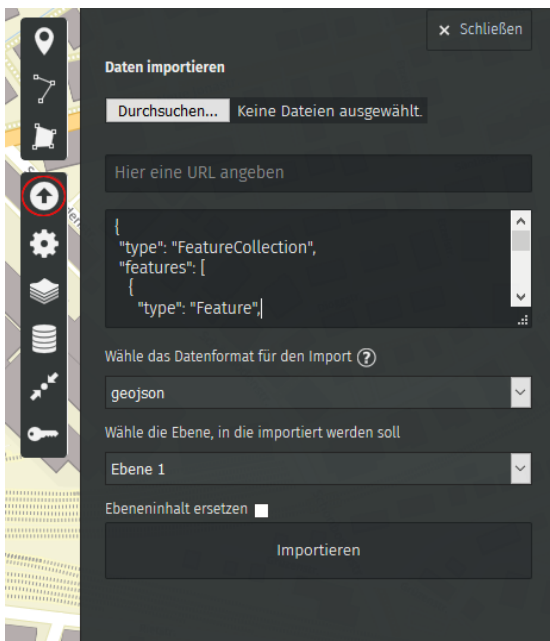 × Schließen
Daten importieren
Durchsuchen... Keine Dateien ausgewählt.
Hier eine URL angeben
{
"type": "FeatureCollection",
"features": [
{
"type": "Feature",
Wähle das Datenformat für den Import ?
geojson
Wähle die Ebene, in die importiert werden soll
Ebene 1
Ebeneninhalt ersetzen
Importieren